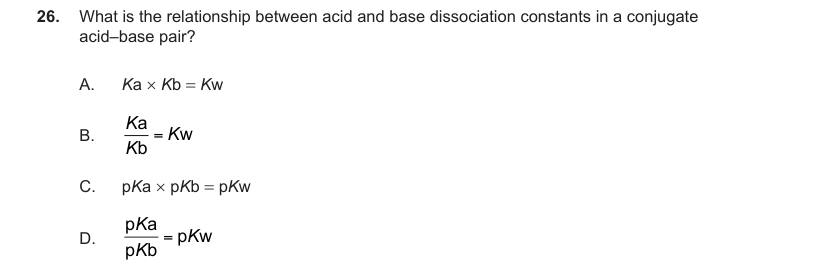 26. What is the relationship between acid and base dissociation constants in a conjugate
acid–base pair?
A. Ka × Kb = Kw
B. Ka
Kb
= Kw
C. pKa × pKb = pKw
D. pKa
pKb
= pKw